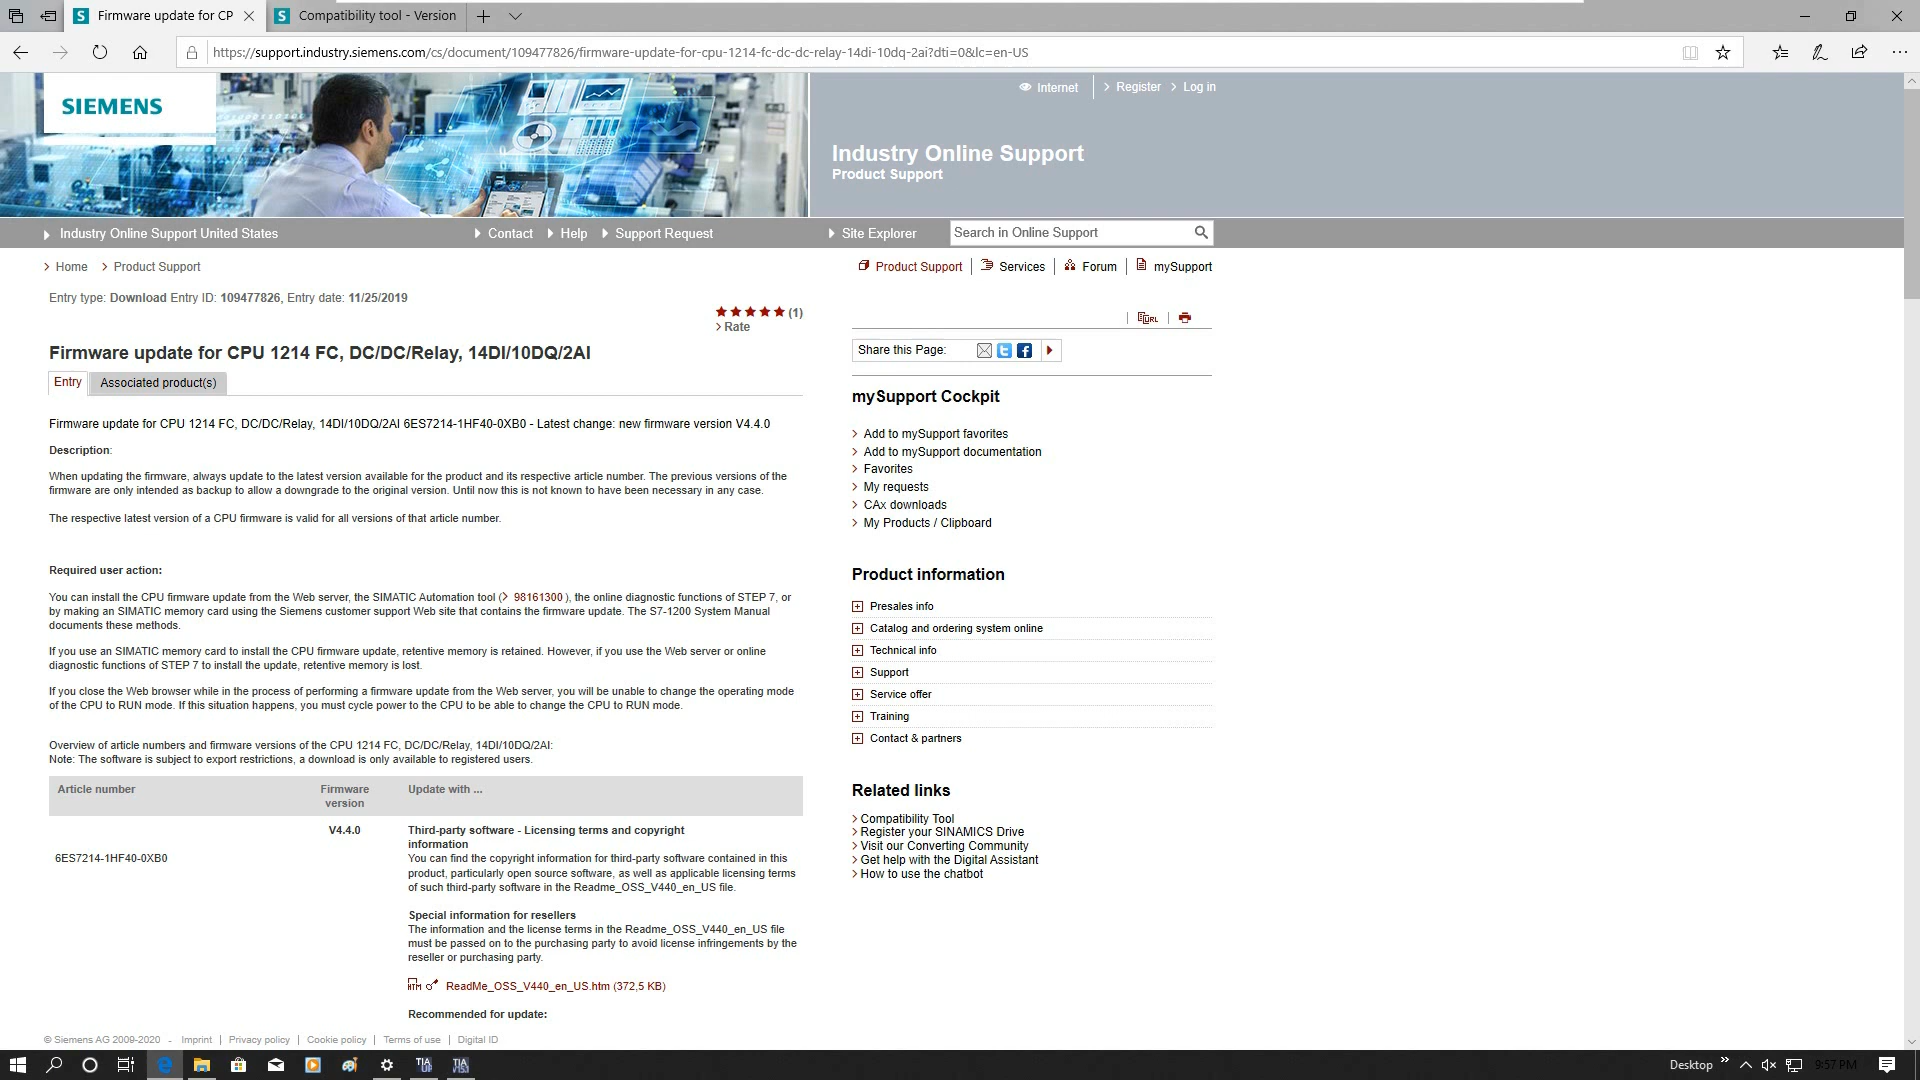 Firmware update for CP
Compatibility tool - Version
https://support.industry.siemens.com/cs/document/109477826/firmware-update-for-cpu-1214-fc-dc-dc-relay-14di-10dq-2ai?dti=0&lc=en-US
SIEMENS
Internet
Register
Log in
Industry Online Support
Product Support
Industry Online Support United States
Contact
Help
Support Request
Site Explorer
Search in Online Support
Home
Product Support
Product Support
Services
Forum
mySupport
Entry type: Download Entry ID: 109477826, Entry date: 11/25/2019
(1)
Rate
Firmware update for CPU 1214 FC, DC/DC/Relay, 14DI/10DQ/2AI
Entry
Associated product(s)
Firmware update for CPU 1214 FC, DC/DC/Relay, 14DI/10DQ/2AI 6ES7214-1HF40-0XB0 - Latest change: new firmware version V4.4.0
Description:
When updating the firmware, always update to the latest version available for the product and its respective article number. The previous versions of the
firmware are only intended as backup to allow a downgrade to the original version. Until now this is not known to have been necessary in any case.
The respective latest version of a CPU firmware is valid for all versions of that article number.
Required user action:
You can install the CPU firmware update from the Web server, the SIMATIC Automation tool ( 98161300 ), the online diagnostic functions of STEP 7, or
by making an SIMATIC memory card using the Siemens customer support Web site that contains the firmware update. The S7-1200 System Manual
documents these methods.
If you use an SIMATIC memory card to install the CPU firmware update, retentive memory is retained. However, if you use the Web server or online
diagnostic functions of STEP 7 to install the update, retentive memory is lost.
If you close the Web browser while in the process of performing a firmware update from the Web server, you will be unable to change the operating mode
of the CPU to RUN mode. If this situation happens, you must cycle power to the CPU to be able to change the CPU to RUN mode.
Overview of article numbers and firmware versions of the CPU 1214 FC, DC/DC/Relay, 14DI/10DQ/2AI:
Note: The software is subject to export restrictions, a download is only available to registered users.
Article number
Firmware
version
Update with ...
6ES7214-1HF40-0XB0
V4.4.0
Third-party software - Licensing terms and copyright
information
You can find the copyright information for third-party software contained in this
product, particularly open source software, as well as applicable licensing terms
of such third-party software in the Readme_OSS_V440_en_US file.
Special information for resellers
The information and the license terms in the Readme_OSS_V440_en_US file
must be passed on to the purchasing party to avoid license infringements by the
reseller or purchasing party.
HTM ReadMe_OSS_V440_en_US.htm (372,5 KB)
Recommended for update:
URL
Share this Page:
mySupport Cockpit
Add to mySupport favorites
Add to mySupport documentation
Favorites
My requests
CAx downloads
My Products / Clipboard
Product information
Presales info
Catalog and ordering system online
Technical info
Support
Service offer
Training
Contact & partners
Related links
Compatibility Tool
Register your SINAMICS Drive
Visit our Converting Community
Get help with the Digital Assistant
How to use the chatbot
© Siemens AG 2009-2020 - Imprint | Privacy policy | Cookie policy | Terms of use | Digital ID
Desktop
9:57 PM